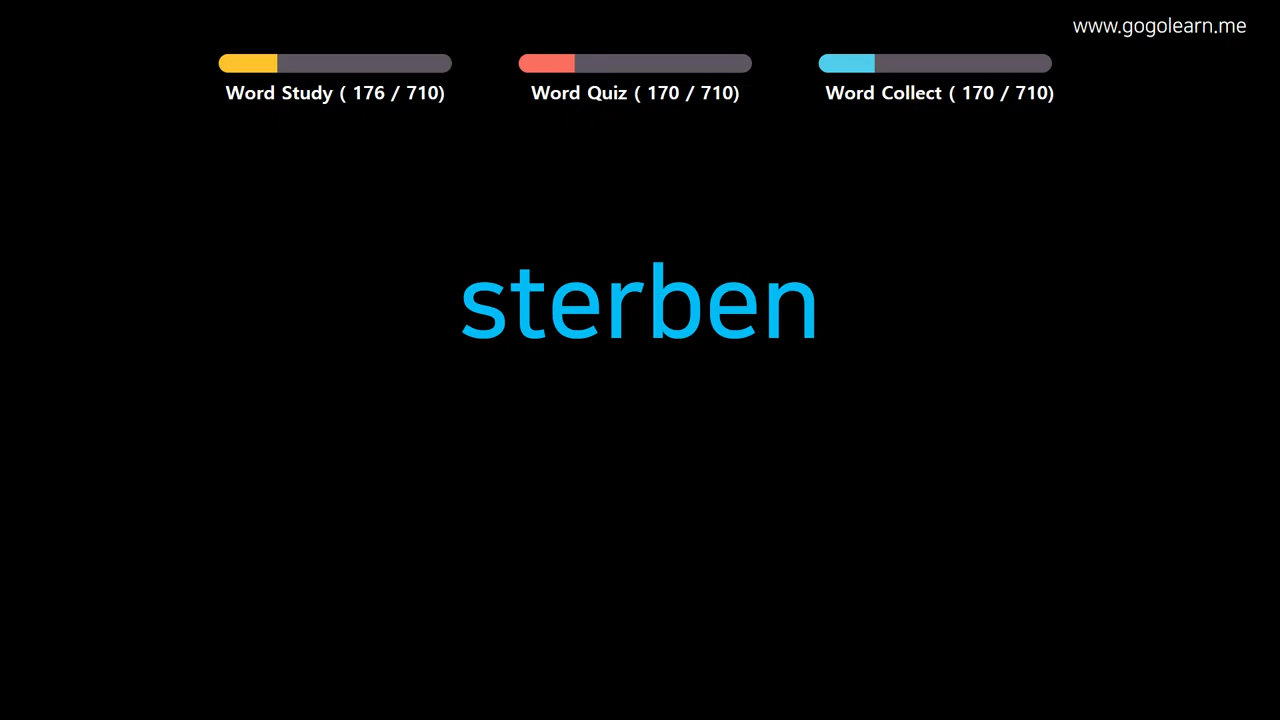 www.gogolearn.me
Word Study ( 176 / 710)
Word Quiz ( 170 / 710)
Word Collect ( 170 / 710)
sterben